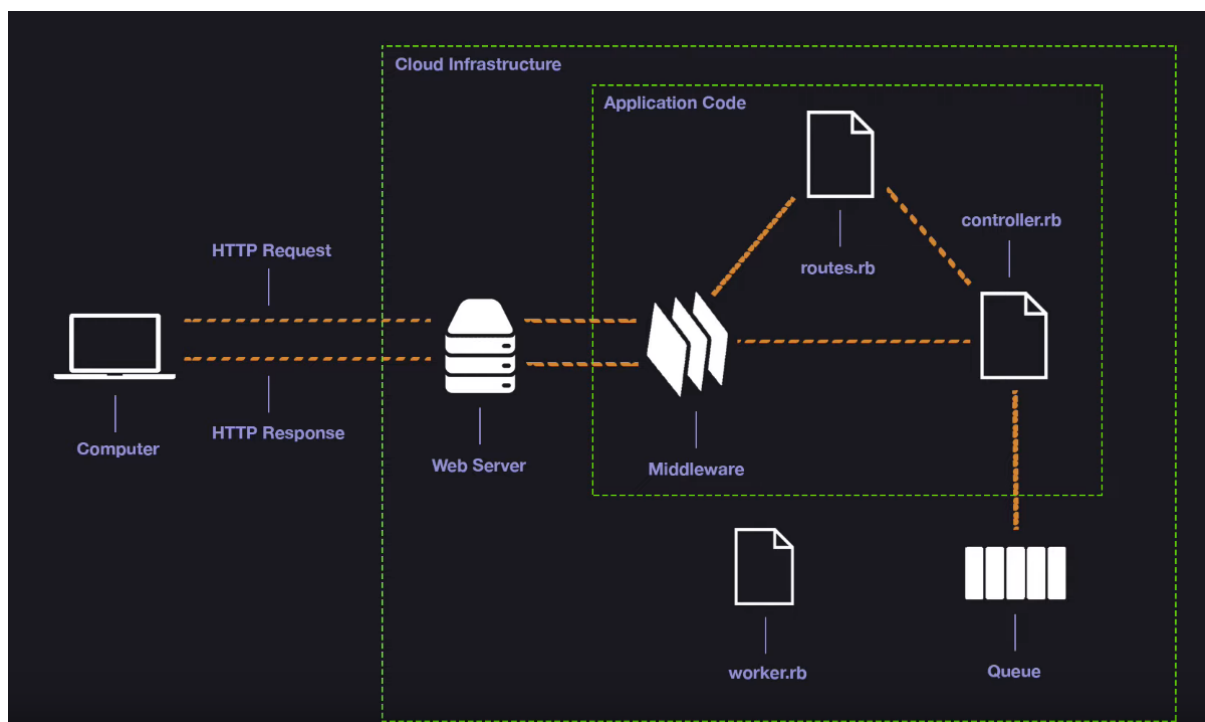 Cloud Infrastructure
Application Code
controller.rb
HTTP Request
routes.rb
HTTP Response
Computer
Web Server
Middleware
worker.rb
Queue